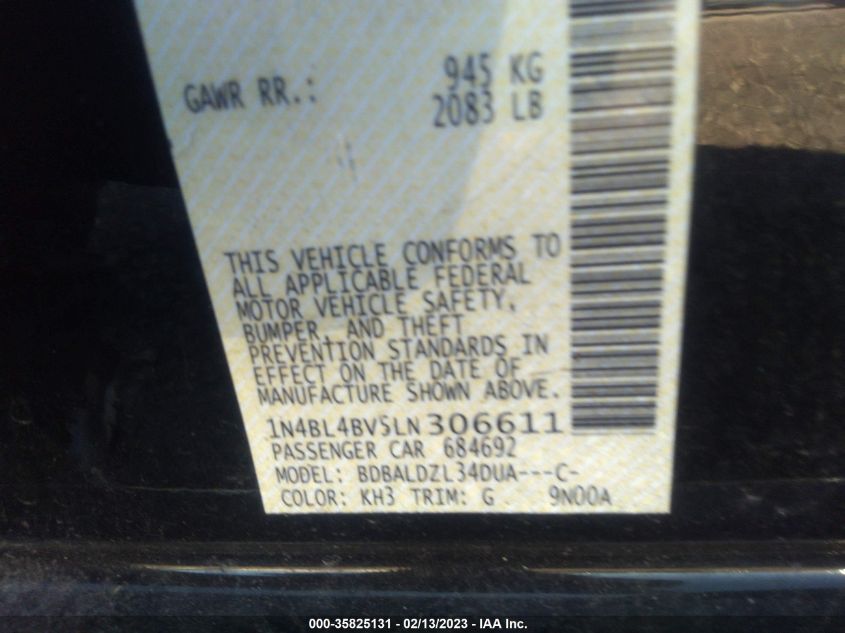 GAWR RR.: 945 KG
2083 LB
THIS VEHICLE CONFORMS TO
ALL APPLICABLE FEDERAL
MOTOR VEHICLE SAFETY,
BUMPER, AND THEFT
PREVENTION STANDARDS IN
EFFECT ON THE DATE OF
MANUFACTURE SHOWN ABOVE.
1N4BL4BV5LN306611
PASSENGER CAR 684692
MODEL: BDBALDZL34DUA---C-
COLOR: KH3 TRIM: G 9N00A
000-35825131 - 02/13/2023 - IAA Inc.